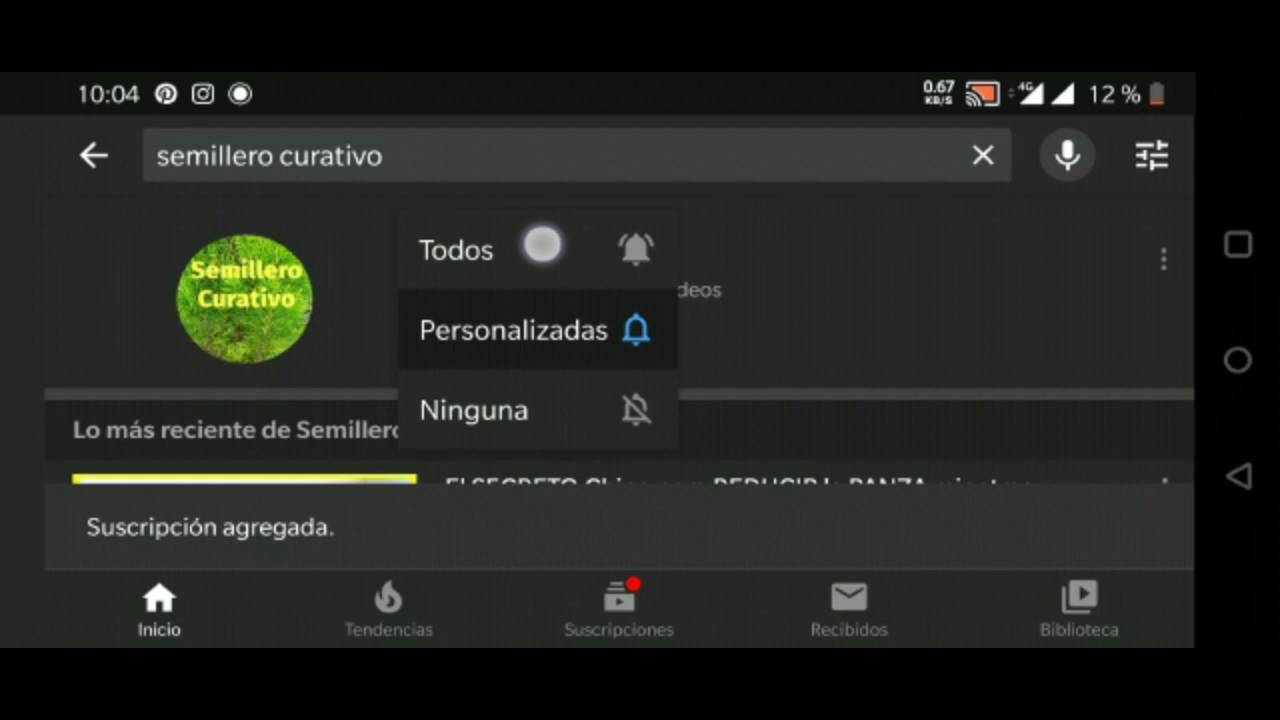 10:04
0.67
KB/S
4G
12 %
semillero curativo
Semillero
Curativo
Todos
deos
Personalizadas
Ninguna
Lo más reciente de Semillero
Suscripción agregada.
Inicio
Tendencias
Suscripciones
Recibidos
Biblioteca